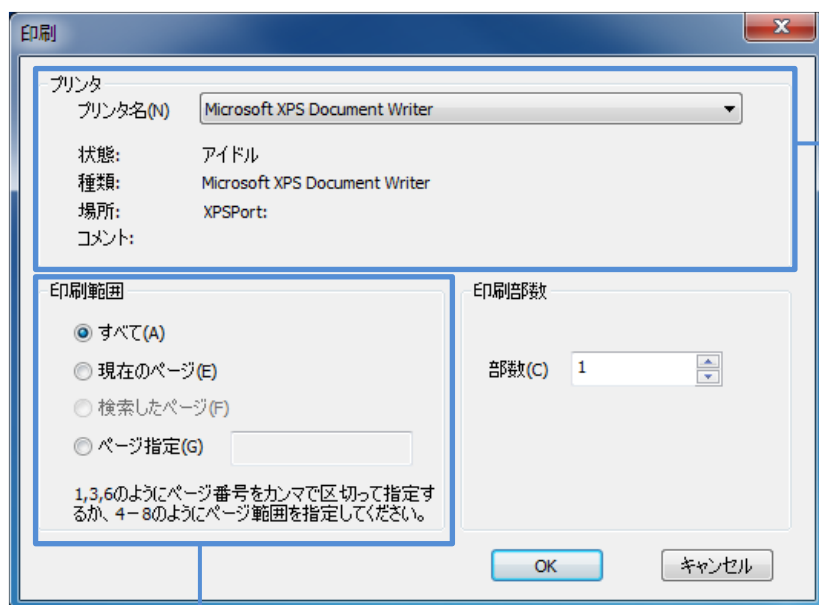 印刷
プリンタ
プリンタ名(N) Microsoft XPS Document Writer
状態: アイドル
種類: Microsoft XPS Document Writer
場所: XPSPort:
コメント:
印刷範囲
すべて(A)
現在のページ(E)
検索したページ(F)
ページ指定(G)
1,3,6のようにページ番号をカンマで区切って指定す
るか、4－8のようにページ範囲を指定してください。
印刷部数
部数(C) 1
OK キャンセル